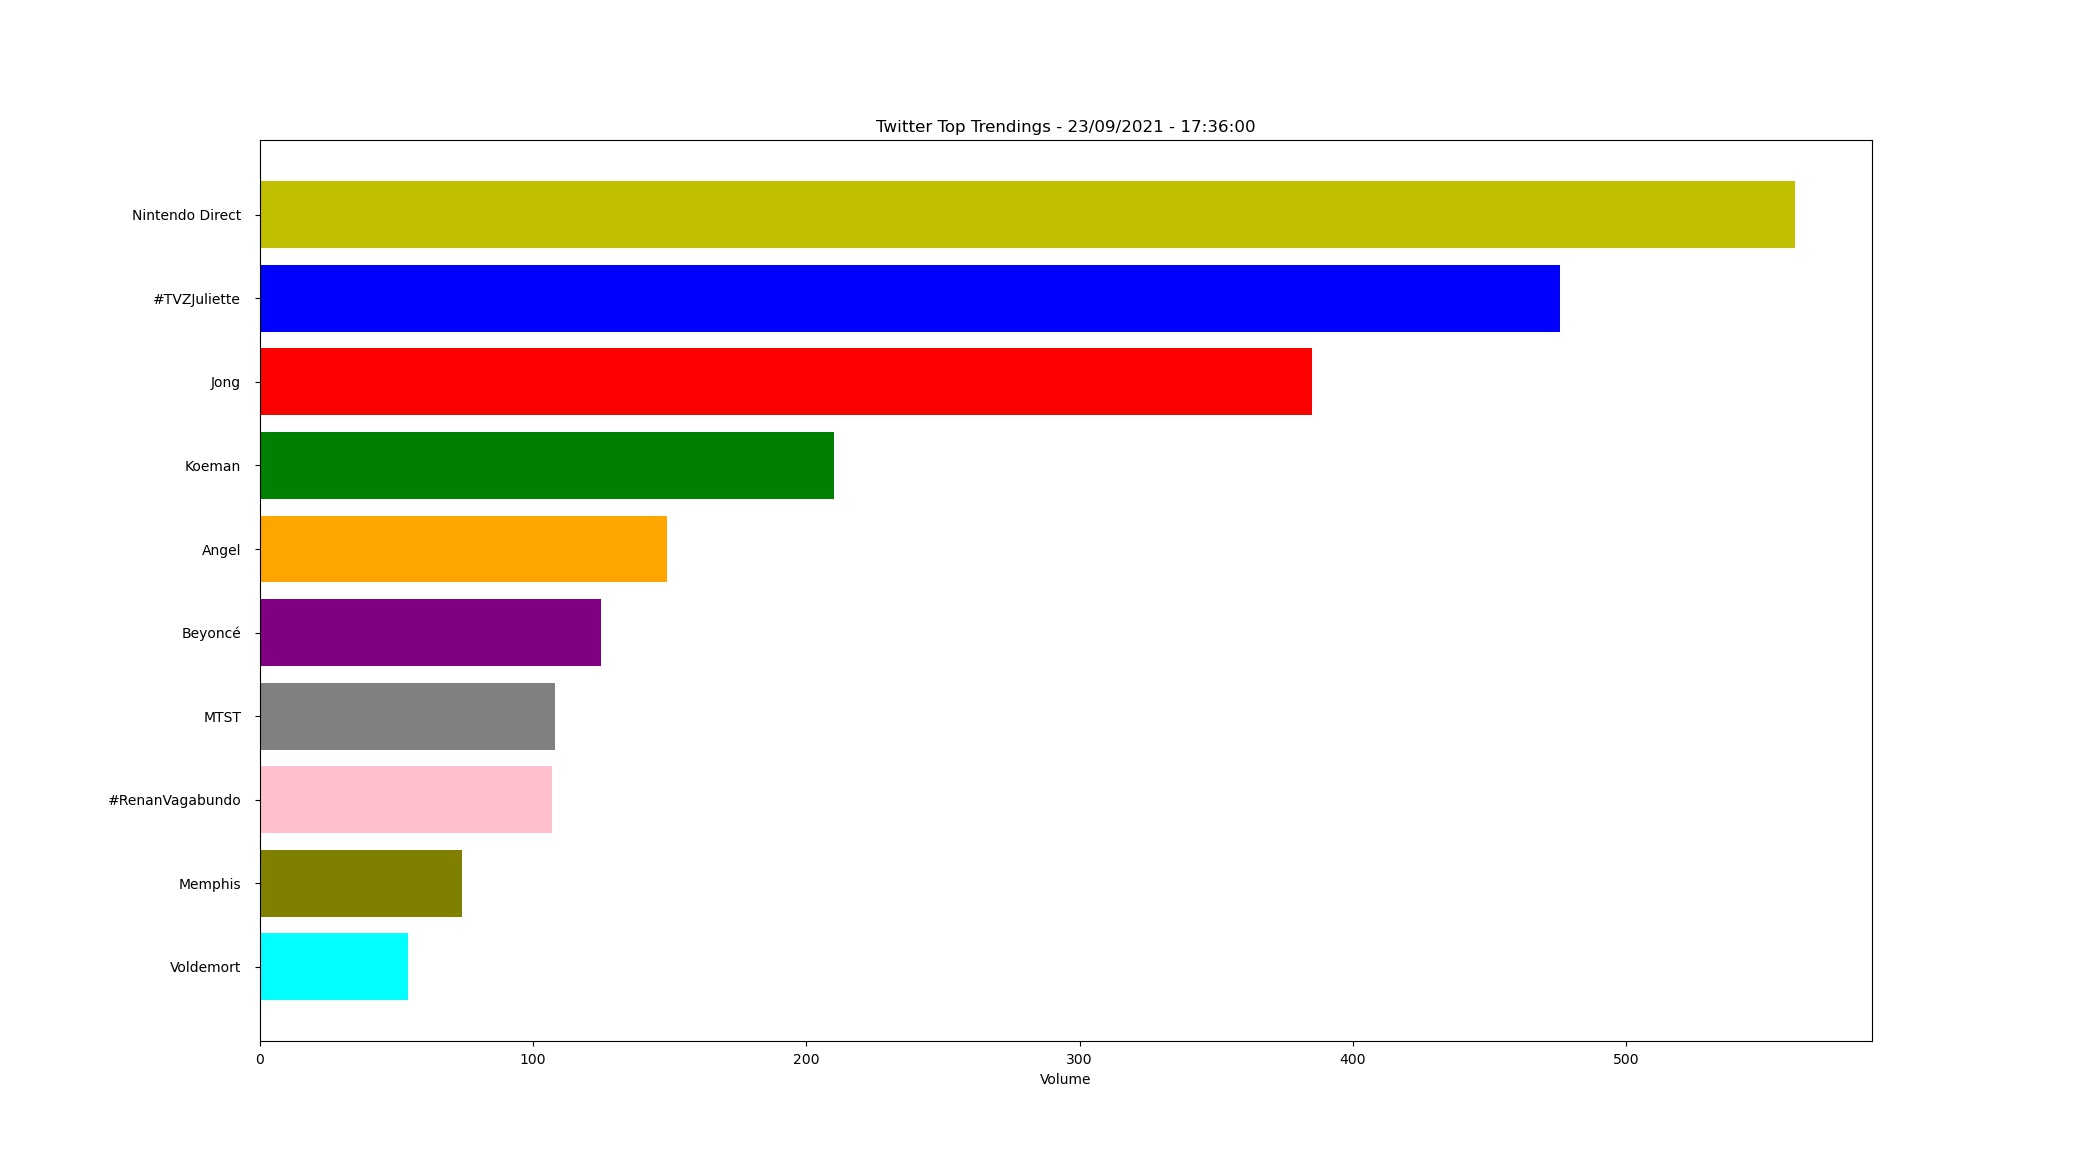 Twitter Top Trendings - 23/09/2021 - 17:36:00
Nintendo Direct
#TVZJuliette
Jong
Koeman
Angel
Beyoncé
MTST
#RenanVagabundo
Memphis
Voldemort
0 100 200 300 400 500
Volume